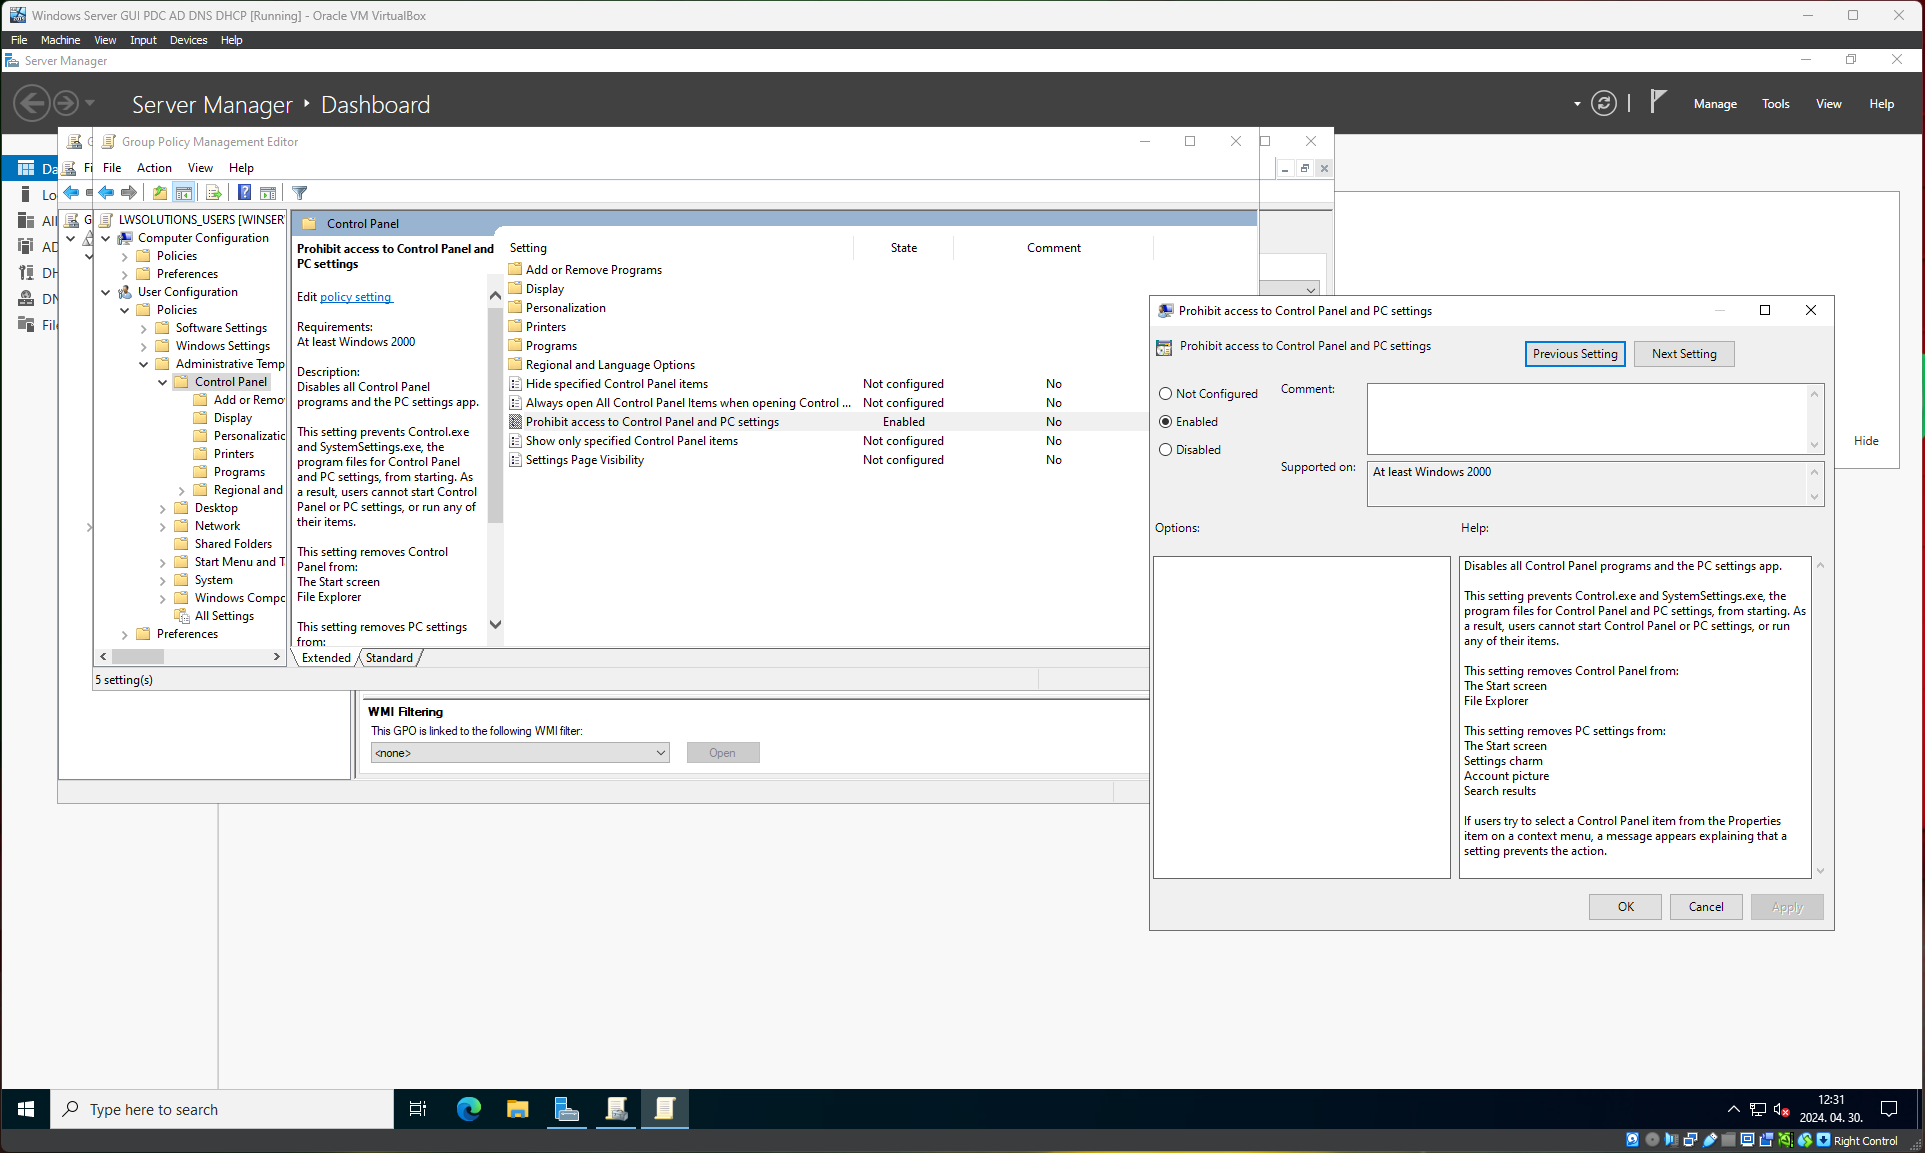 Windows Server GUI PDC AD DNS DHCP [Running] - Oracle VM VirtualBox
File Machine View Input Devices Help
Server Manager
Server Manager • Dashboard
Manage Tools View Help
Group Policy Management Editor
File Action View Help
LWSOLUTIONS_USERS [WINSER
Computer Configuration
Policies
Preferences
User Configuration
Policies
Software Settings
Windows Settings
Administrative Temp
Control Panel
Add or Remo
Display
Personalizatic
Printers
Programs
Regional and
Desktop
Network
Shared Folders
Start Menu and T
System
Windows Compo
All Settings
Preferences
Control Panel
Prohibit access to Control Panel and
PC settings
Edit policy setting
Requirements:
At least Windows 2000
Description:
Disables all Control Panel
programs and the PC settings app.
This setting prevents Control.exe
and SystemSettings.exe, the
program files for Control Panel
and PC settings, from starting. As
a result, users cannot start Control
Panel or PC settings, or run any of
their items.
This setting removes Control
Panel from:
The Start screen
File Explorer
This setting removes PC settings
from:
Setting State Comment
Add or Remove Programs
Display
Personalization
Printers
Programs
Regional and Language Options
Hide specified Control Panel items Not configured No
Always open All Control Panel Items when opening Control ... Not configured No
Prohibit access to Control Panel and PC settings Enabled No
Show only specified Control Panel items Not configured No
Settings Page Visibility Not configured No
Extended Standard
5 setting(s)
WMI Filtering
This GPO is linked to the following WMI filter:
<none> Open
Prohibit access to Control Panel and PC settings
Prohibit access to Control Panel and PC settings
Previous Setting Next Setting
Not Configured
Enabled
Disabled
Comment:
Supported on:
At least Windows 2000
Options:
Help:
Disables all Control Panel programs and the PC settings app.
This setting prevents Control.exe and SystemSettings.exe, the
program files for Control Panel and PC settings, from starting. As
a result, users cannot start Control Panel or PC settings, or run
any of their items.
This setting removes Control Panel from:
The Start screen
File Explorer
This setting removes PC settings from:
The Start screen
Settings charm
Account picture
Search results
If users try to select a Control Panel item from the Properties
item on a context menu, a message appears explaining that a
setting prevents the action.
OK Cancel Apply
Hide
Type here to search
12:31
2024. 04. 30.
Right Control